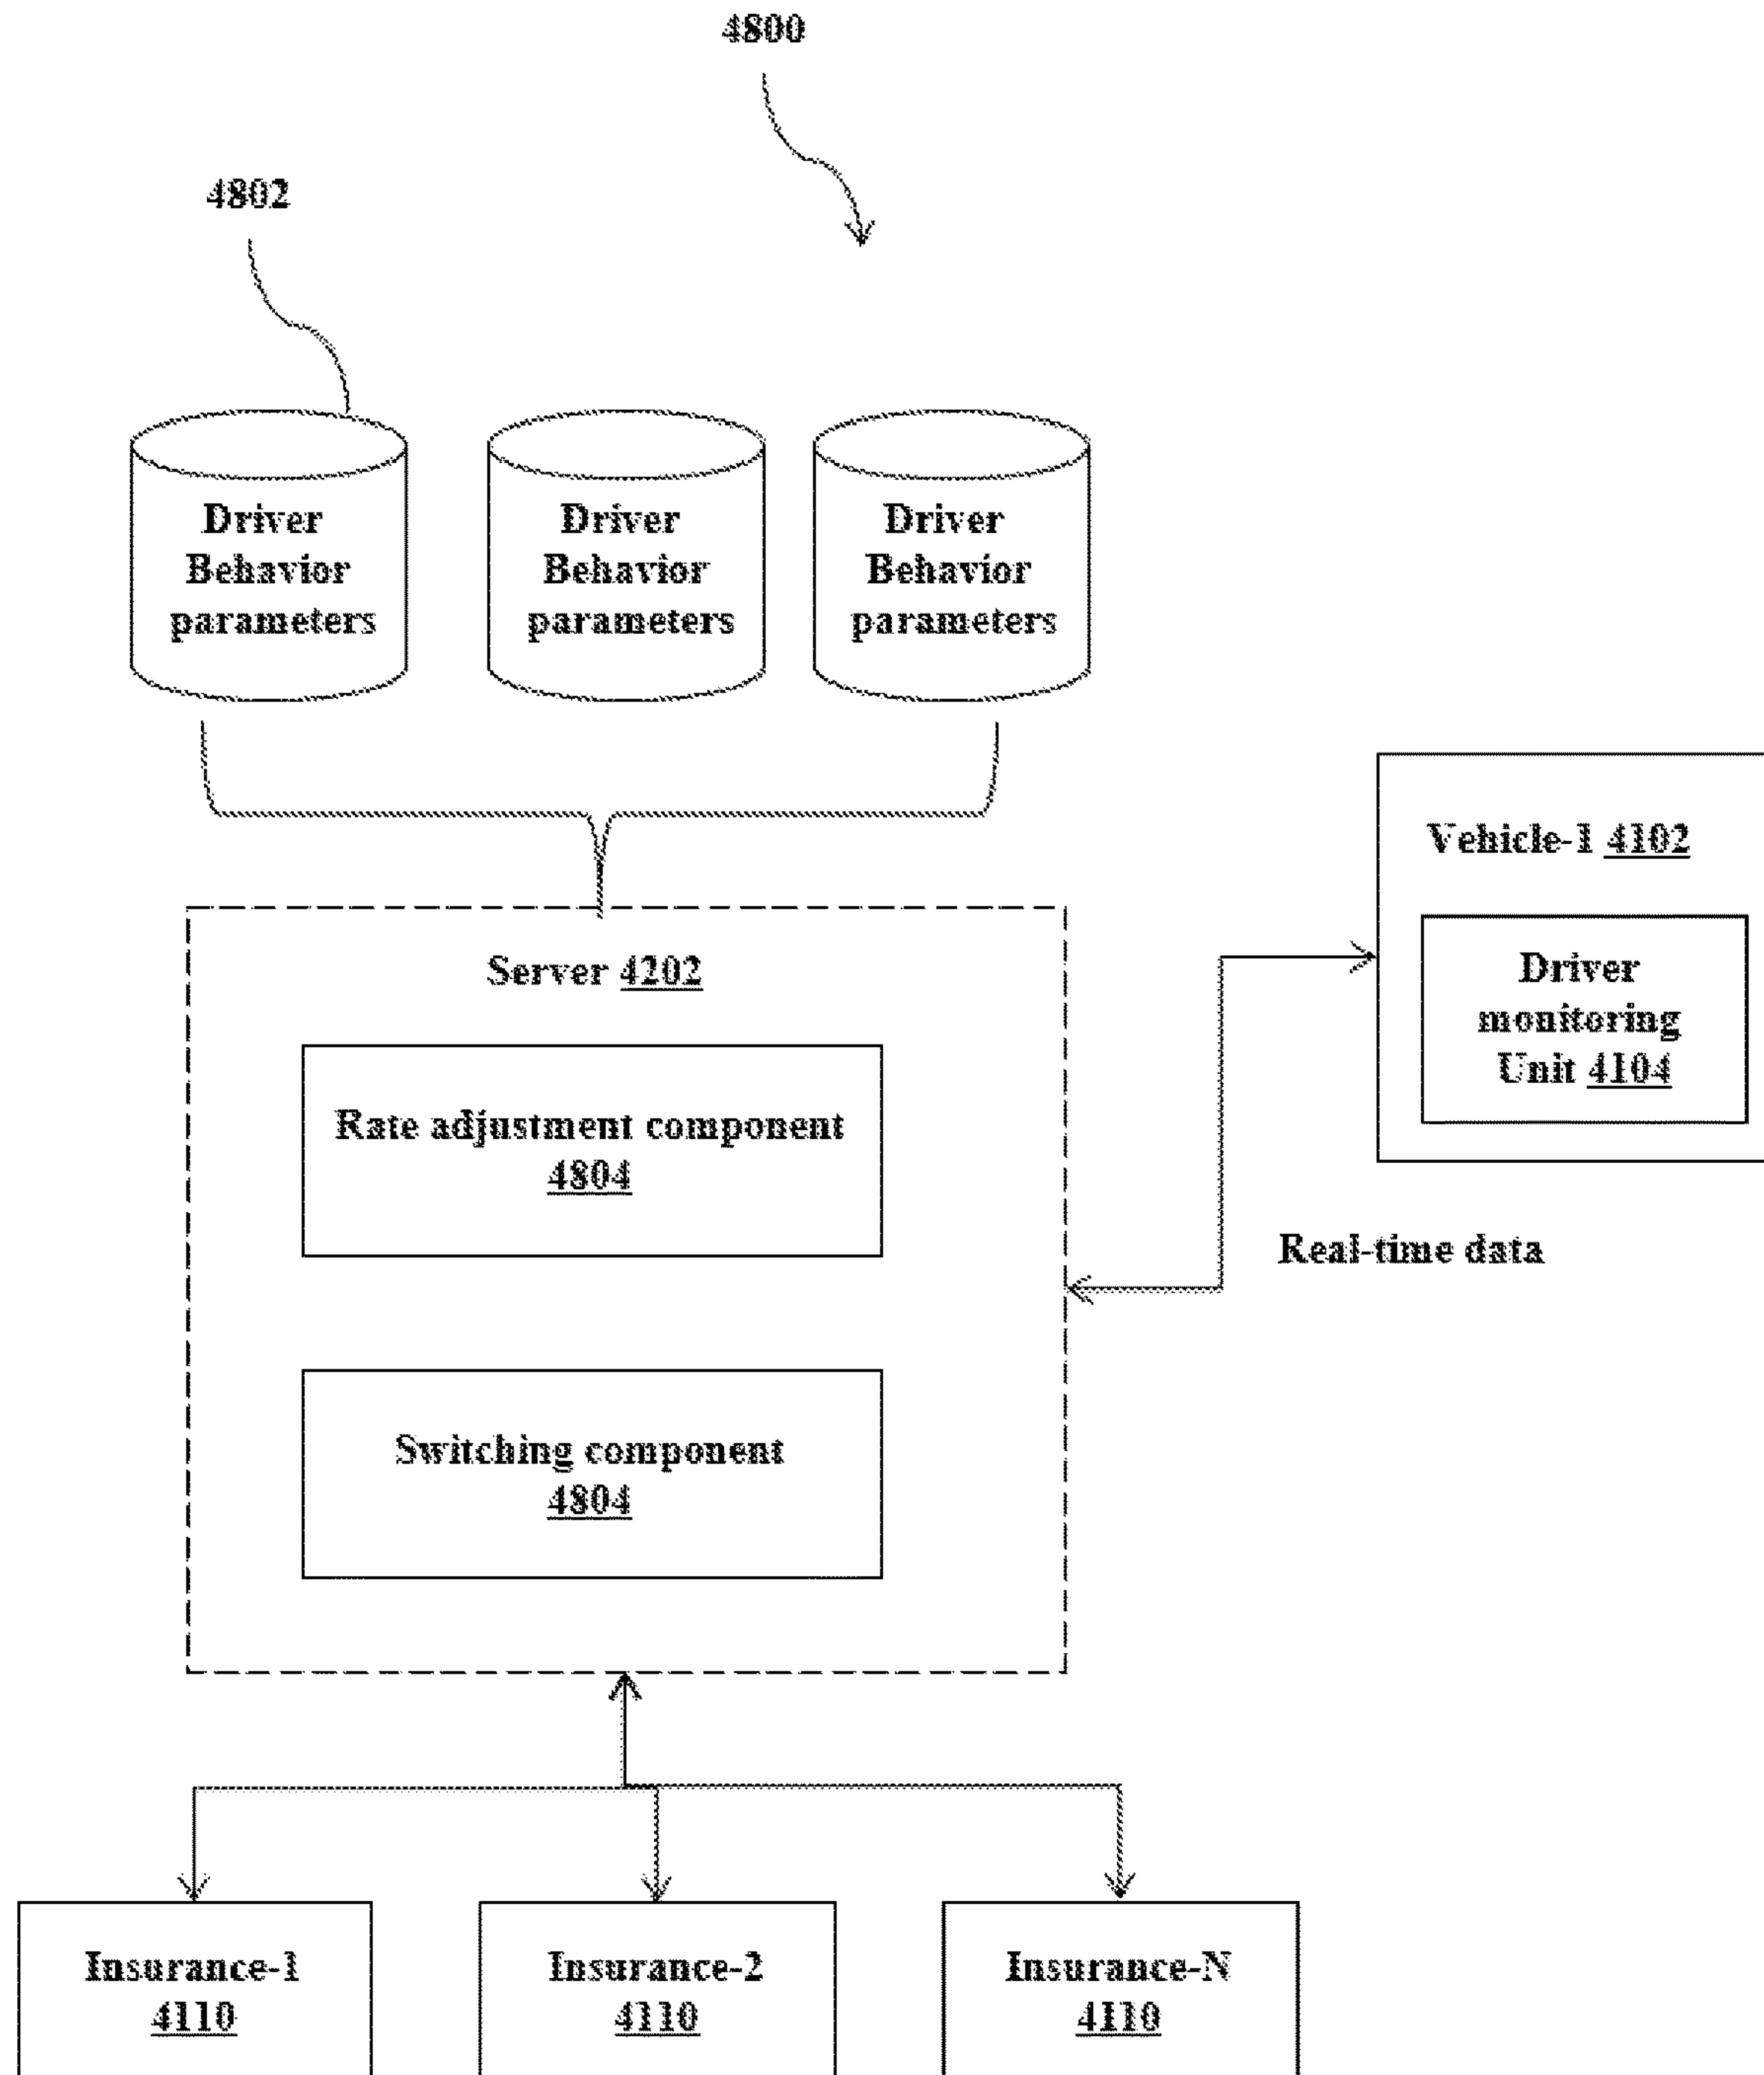 4800
4802
Driver
Behavior
parameters
Driver
Behavior
parameters
Driver
Behavior
parameters
Vehicle-1 4102
Driver
monitoring
Unit 4104
Server 4202
Rate adjustment component
4804
Real-time data
Switching component
4804
Insurance-1
4110
Insurance-2
4110
Insurance-N
4110